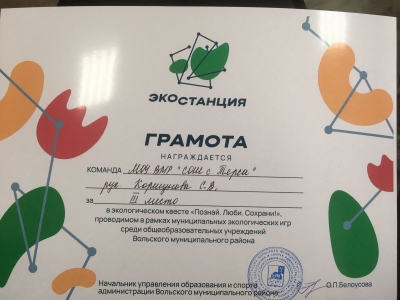 ЭКОСТАНЦИЯ
ГРАМОТА
НАГРАЖДАЕТСЯ
КОМАНДА МОУ ВМР "СОШ с Терса"
рук Коршунова С.В.
за III место
в экологическом квесте «Познай. Люби. Сохрани!»,
проводимом в рамках муниципальных экологических игр
среди общеобразовательных учреждений
Вольского муниципального района
Начальник управления образования и спорта
администрации Вольского муниципального района
О.П.Белоусова